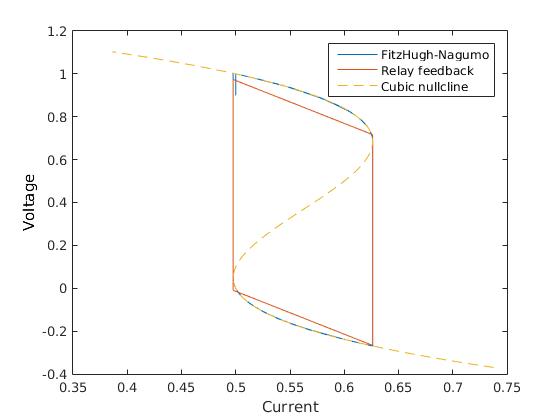 1.2
1
0.8
0.6
0.4
0.2
0
-0.2
-0.4
Voltage
FitzHugh-Nagumo
Relay feedback
Cubic nullcline
0.35 0.4 0.45 0.5 0.55 0.6 0.65 0.7 0.75
Current